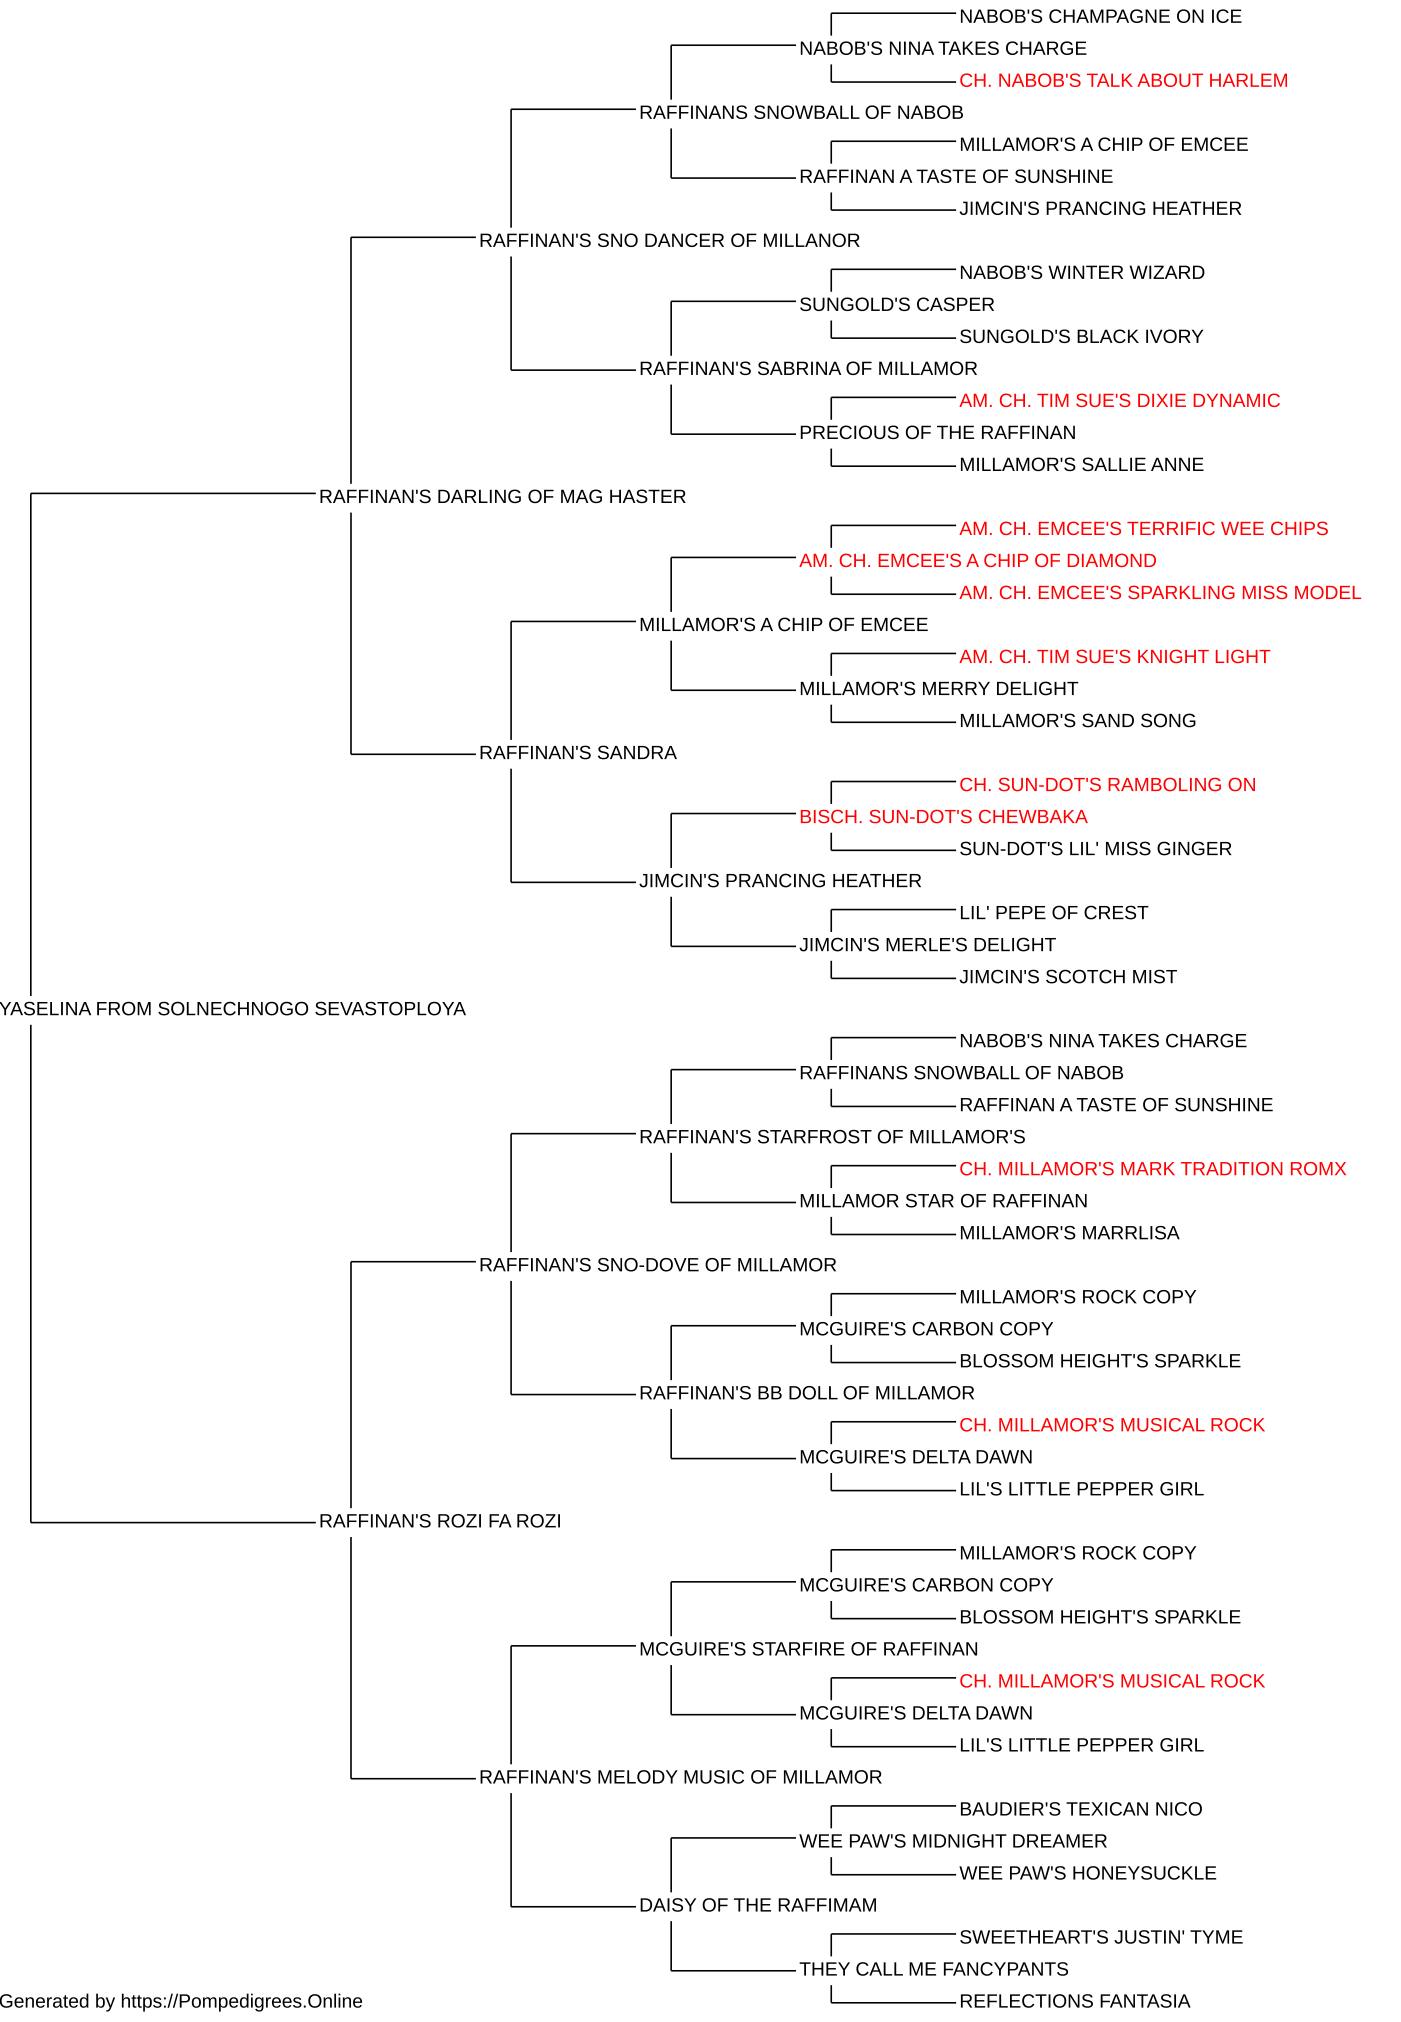 NABOB'S CHAMPAGNE ON ICE
NABOB'S NINA TAKES CHARGE
CH. NABOB'S TALK ABOUT HARLEM
RAFFINANS SNOWBALL OF NABOB
MILLAMOR'S A CHIP OF EMCEE
RAFFINAN A TASTE OF SUNSHINE
JIMCIN'S PRANCING HEATHER
RAFFINAN'S SNO DANCER OF MILLANOR
NABOB'S WINTER WIZARD
SUNGOLD'S CASPER
SUNGOLD'S BLACK IVORY
RAFFINAN'S SABRINA OF MILLAMOR
AM. CH. TIM SUE'S DIXIE DYNAMIC
PRECIOUS OF THE RAFFINAN
MILLAMOR'S SALLIE ANNE
RAFFINAN'S DARLING OF MAG HASTER
AM. CH. EMCEE'S TERRIFIC WEE CHIPS
AM. CH. EMCEE'S A CHIP OF DIAMOND
AM. CH. EMCEE'S SPARKLING MISS MODEL
MILLAMOR'S A CHIP OF EMCEE
AM. CH. TIM SUE'S KNIGHT LIGHT
MILLAMOR'S MERRY DELIGHT
MILLAMOR'S SAND SONG
RAFFINAN'S SANDRA
CH. SUN-DOT'S RAMBOLING ON
BISCH. SUN-DOT'S CHEWBAKA
SUN-DOT'S LIL' MISS GINGER
JIMCIN'S PRANCING HEATHER
LIL' PEPE OF CREST
JIMCIN'S MERLE'S DELIGHT
JIMCIN'S SCOTCH MIST
YASELINA FROM SOLNECHNOGO SEVASTOPLOYA
NABOB'S NINA TAKES CHARGE
RAFFINANS SNOWBALL OF NABOB
RAFFINAN A TASTE OF SUNSHINE
RAFFINAN'S STARFROST OF MILLAMOR'S
CH. MILLAMOR'S MARK TRADITION ROMX
MILLAMOR STAR OF RAFFINAN
MILLAMOR'S MARRLISA
RAFFINAN'S SNO-DOVE OF MILLAMOR
MILLAMOR'S ROCK COPY
MCGUIRE'S CARBON COPY
BLOSSOM HEIGHT'S SPARKLE
RAFFINAN'S BB DOLL OF MILLAMOR
CH. MILLAMOR'S MUSICAL ROCK
MCGUIRE'S DELTA DAWN
LIL'S LITTLE PEPPER GIRL
RAFFINAN'S ROZI FA ROZI
MILLAMOR'S ROCK COPY
MCGUIRE'S CARBON COPY
BLOSSOM HEIGHT'S SPARKLE
MCGUIRE'S STARFIRE OF RAFFINAN
CH. MILLAMOR'S MUSICAL ROCK
MCGUIRE'S DELTA DAWN
LIL'S LITTLE PEPPER GIRL
RAFFINAN'S MELODY MUSIC OF MILLAMOR
BAUDIER'S TEXICAN NICO
WEE PAW'S MIDNIGHT DREAMER
WEE PAW'S HONEYSUCKLE
DAISY OF THE RAFFIMAM
SWEETHEART'S JUSTIN' TYME
THEY CALL ME FANCYPANTS
REFLECTIONS FANTASIA
Generated by https://Pompedigrees.Online